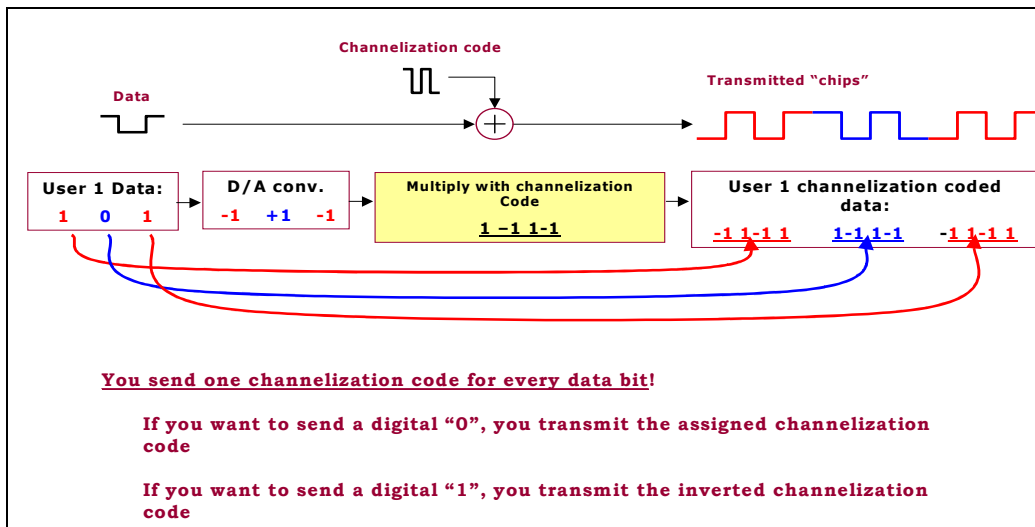 Channelization code
Data
Transmitted “chips”
+
User 1 Data:
1 0 1
D/A conv.
-1 +1 -1
Multiply with channelization
Code
1 –1 1-1
User 1 channelization coded
data:
-1 1-1 1 1-1 1-1 -1 1-1 1
You send one channelization code for every data bit!
If you want to send a digital “0”, you transmit the assigned channelization
code
If you want to send a digital “1”, you transmit the inverted channelization
code